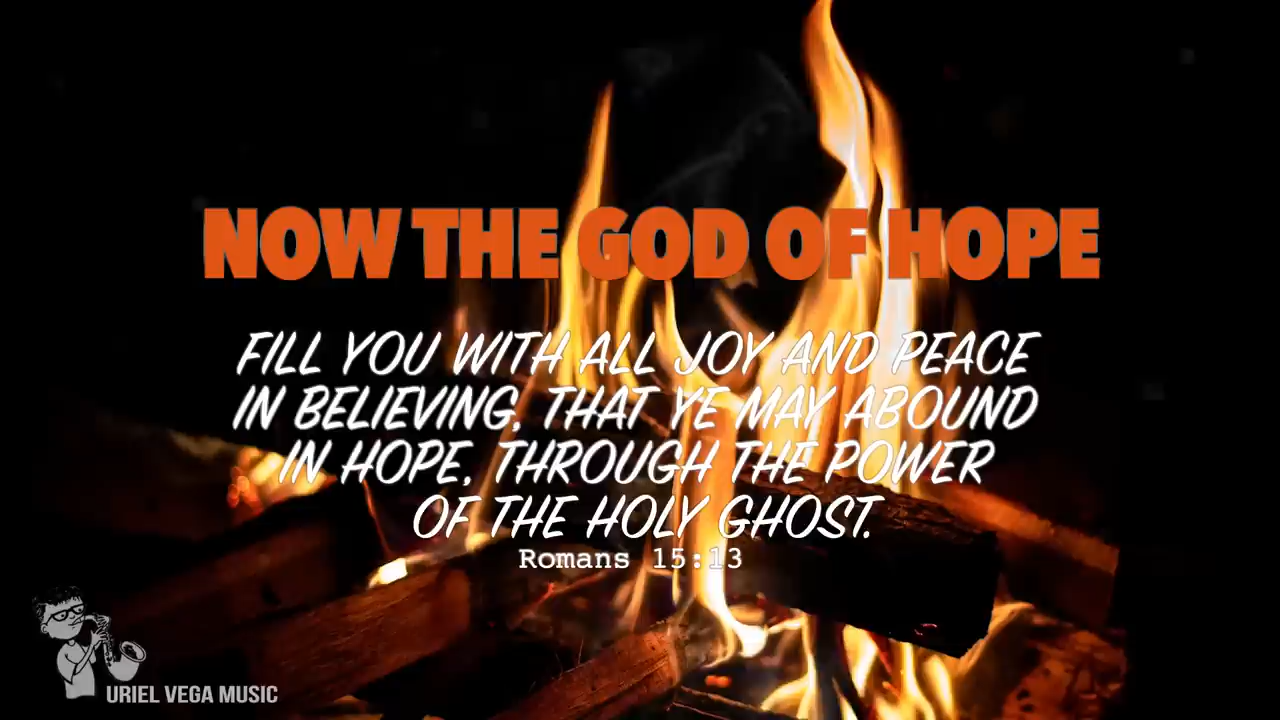 NOW THE GOD OF HOPE
FILL YOU WITH ALL JOY AND PEACE
IN BELIEVING, THAT YE MAY ABOUND
IN HOPE, THROUGH THE POWER
OF THE HOLY GHOST.
Romans 15:13
URIEL VEGA MUSIC